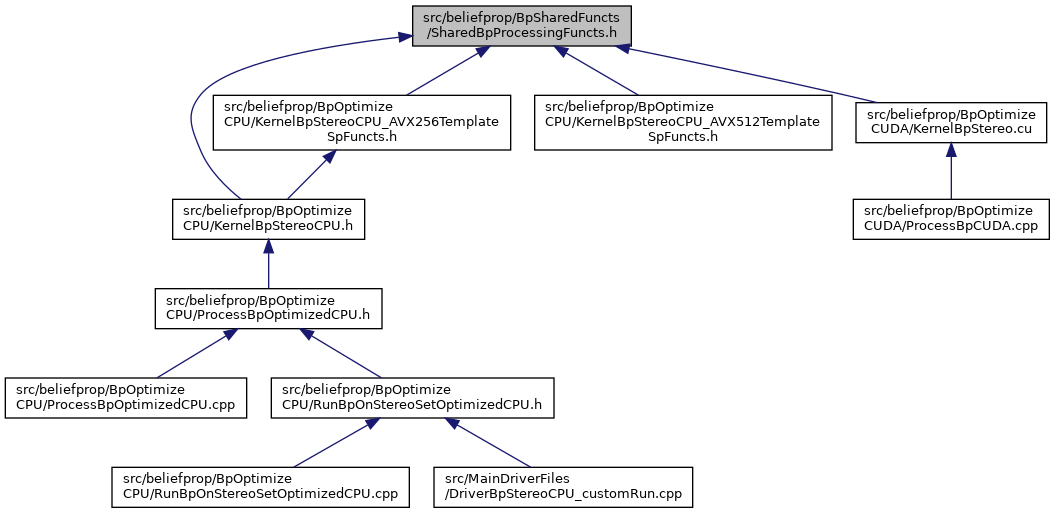 src/beliefprop/BpSharedFuncts
/SharedBpProcessingFuncts.h
src/beliefprop/BpOptimize
CPU/KernelBpStereoCPU_AVX256Template
SpFuncts.h
src/beliefprop/BpOptimize
CPU/KernelBpStereoCPU_AVX512Template
SpFuncts.h
src/beliefprop/BpOptimize
CUDA/KernelBpStereo.cu
src/beliefprop/BpOptimize
CPU/KernelBpStereoCPU.h
src/beliefprop/BpOptimize
CUDA/ProcessBpCUDA.cpp
src/beliefprop/BpOptimize
CPU/ProcessBpOptimizedCPU.h
src/beliefprop/BpOptimize
CPU/ProcessBpOptimizedCPU.cpp
src/beliefprop/BpOptimize
CPU/RunBpOnStereoSetOptimizedCPU.h
src/beliefprop/BpOptimize
CPU/RunBpOnStereoSetOptimizedCPU.cpp
src/MainDriverFiles
/DriverBpStereoCPU_customRun.cpp